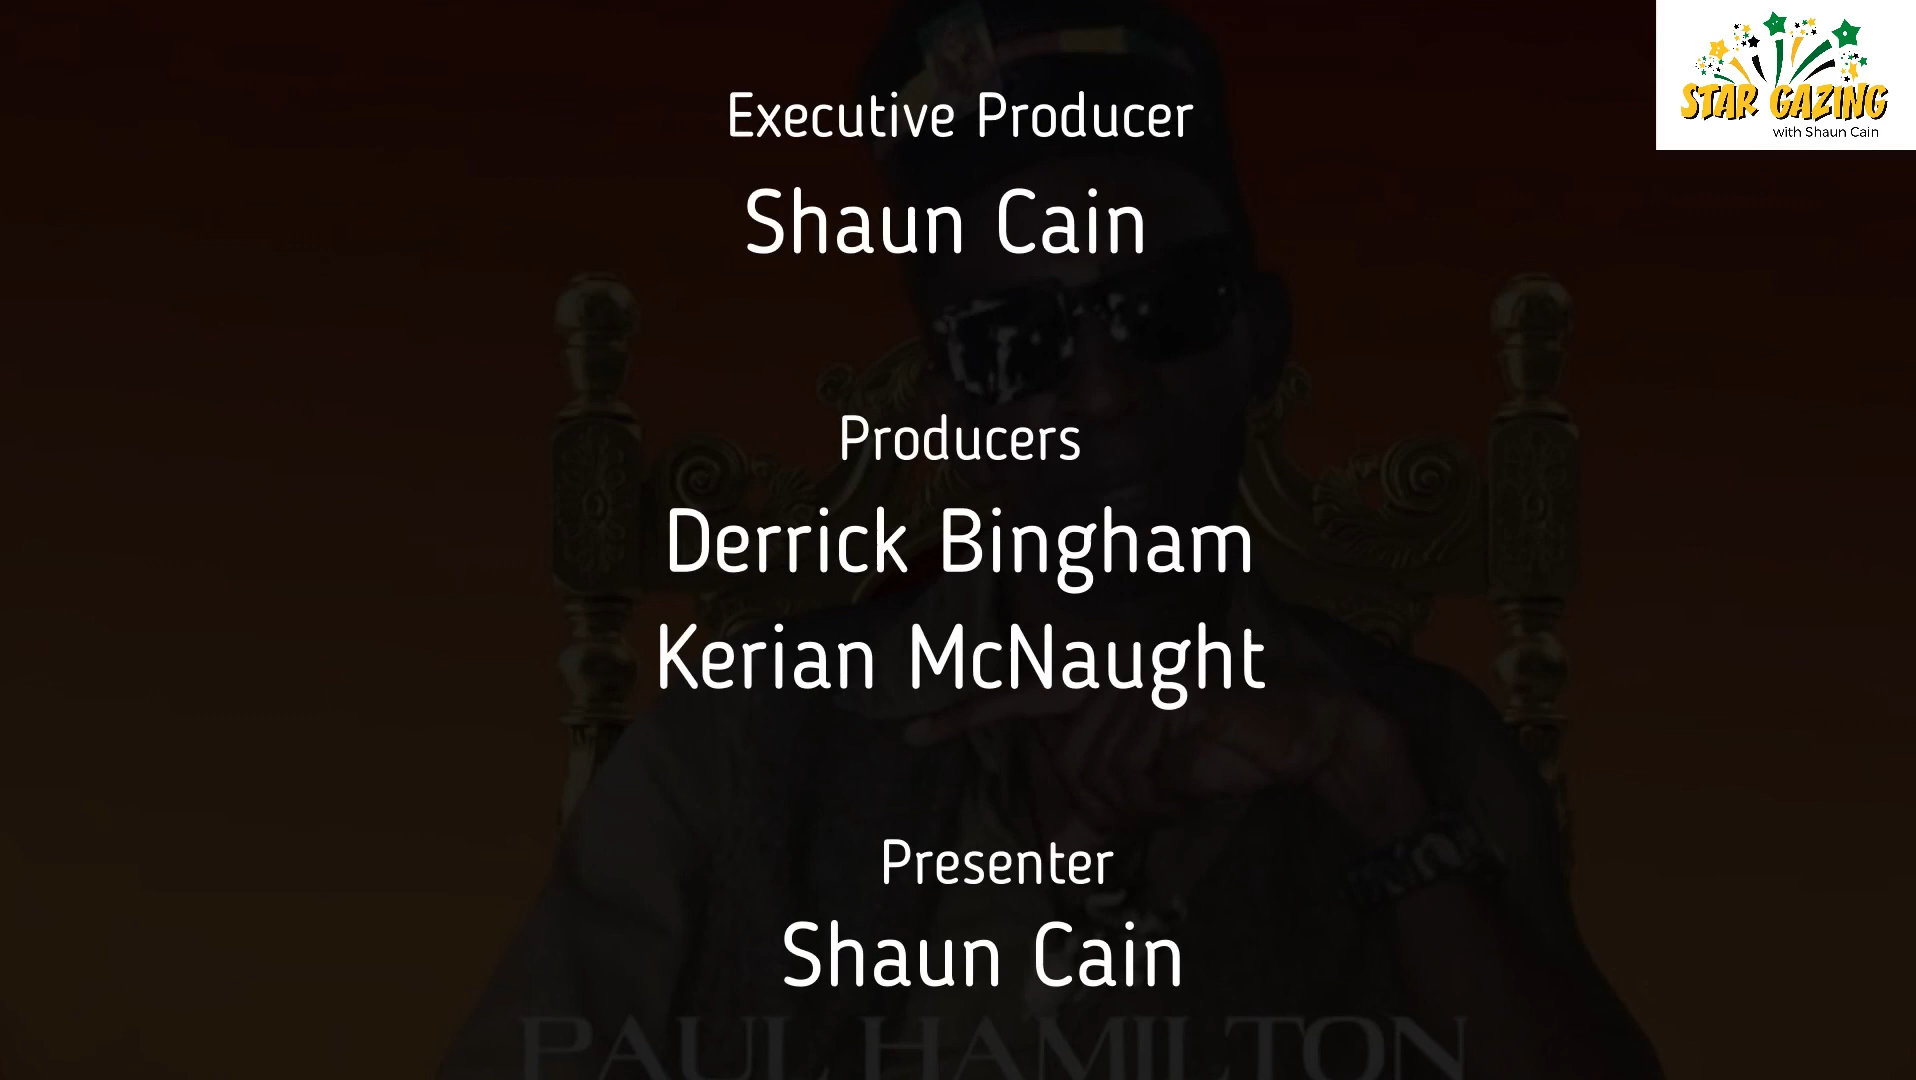 STAR GAZING
with Shaun Cain
Executive Producer
Shaun Cain
Producers
Derrick Bingham
Kerian McNaught
Presenter
Shaun Cain
PAUL HAMILTON